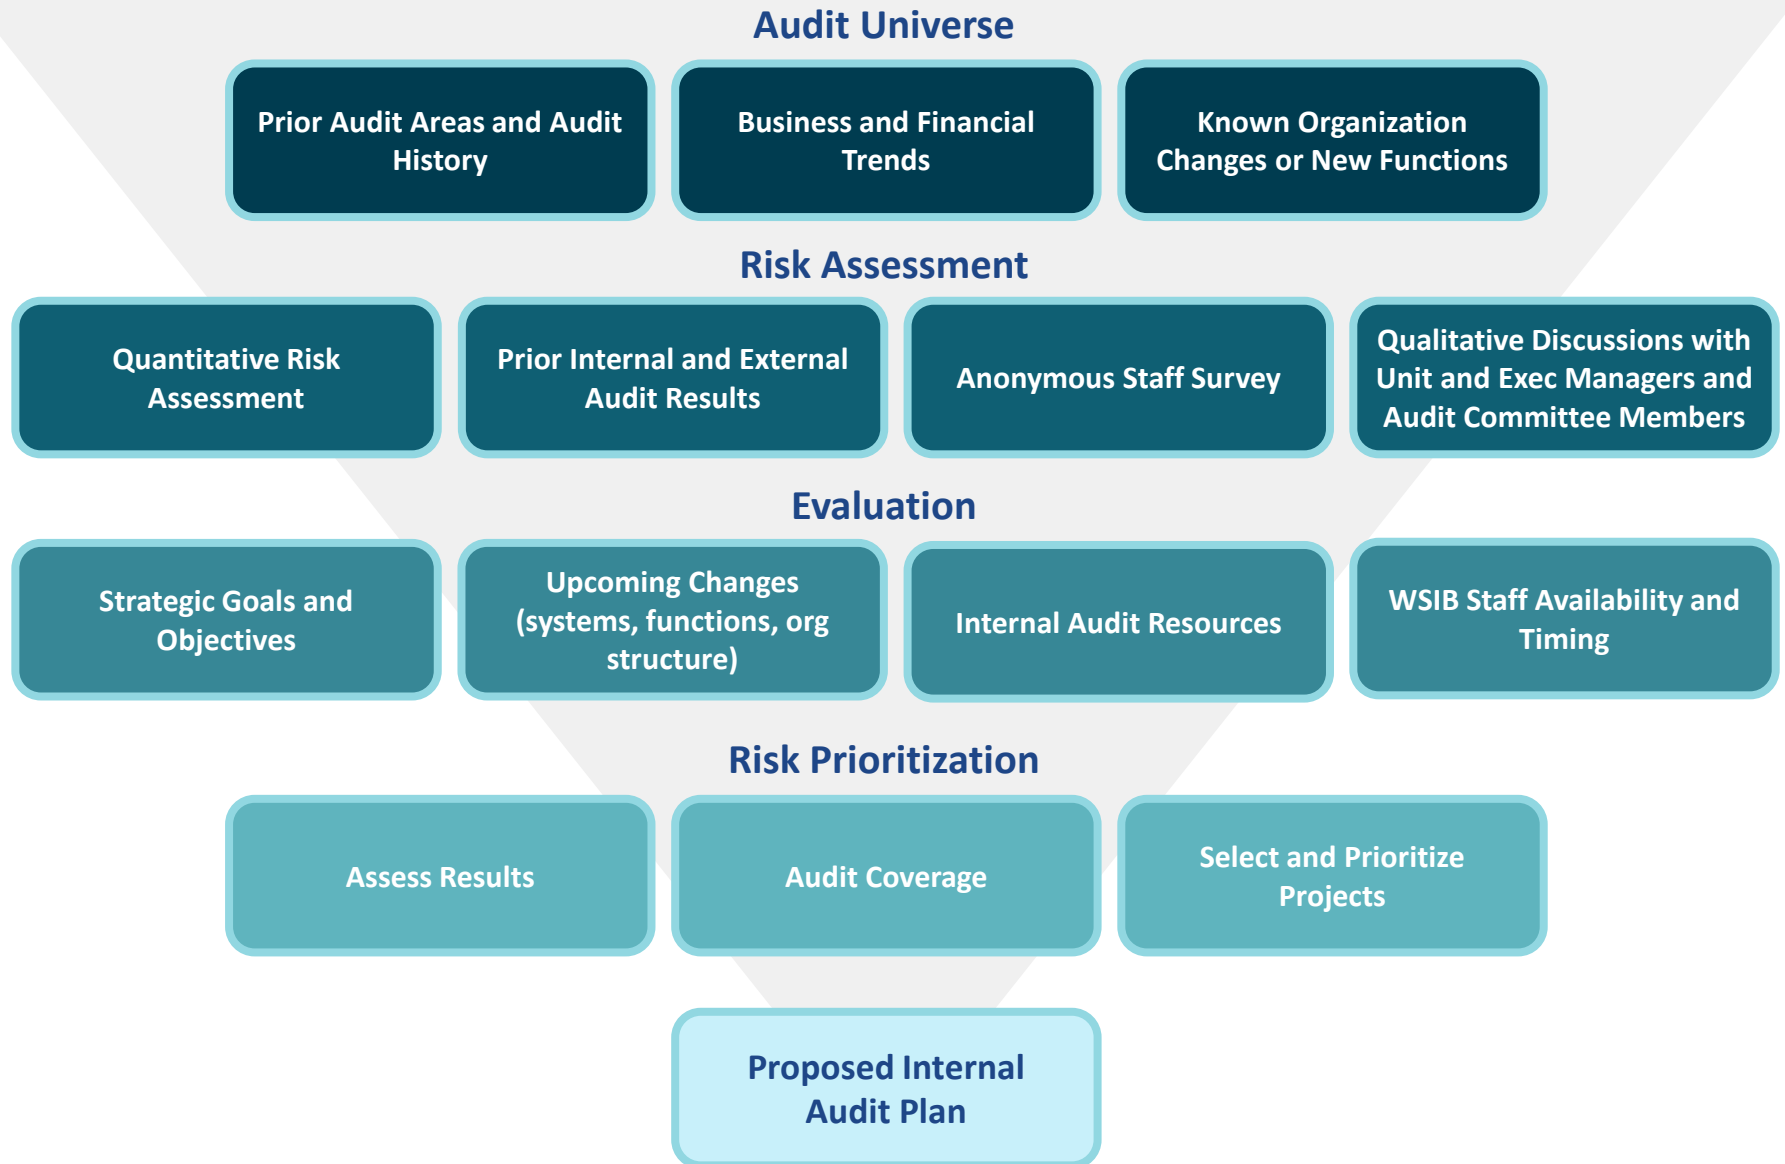 Audit Universe
Prior Audit Areas and Audit
History
Business and Financial
Trends
Known Organization
Changes or New Functions
Risk Assessment
Quantitative Risk
Assessment
Prior Internal and External
Audit Results
Anonymous Staff Survey
Qualitative Discussions with
Unit and Exec Managers and
Audit Committee Members
Evaluation
Strategic Goals and
Objectives
Upcoming Changes
(systems, functions, org
structure)
Internal Audit Resources
WSIB Staff Availability and
Timing
Risk Prioritization
Assess Results
Audit Coverage
Select and Prioritize
Projects
Proposed Internal
Audit Plan